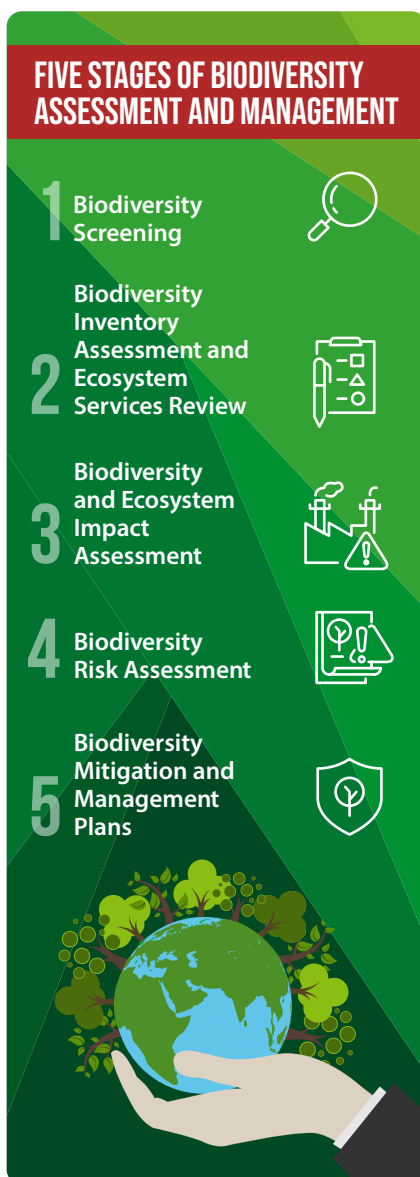 FIVE STAGES OF BIODIVERSITY
ASSESSMENT AND MANAGEMENT
1
Biodiversity
Screening
2
Biodiversity
Inventory
Assessment and
Ecosystem
Services Review
3
Biodiversity
and Ecosystem
Impact
Assessment
4
Biodiversity
Risk Assessment
5
Biodiversity
Mitigation and
Management
Plans